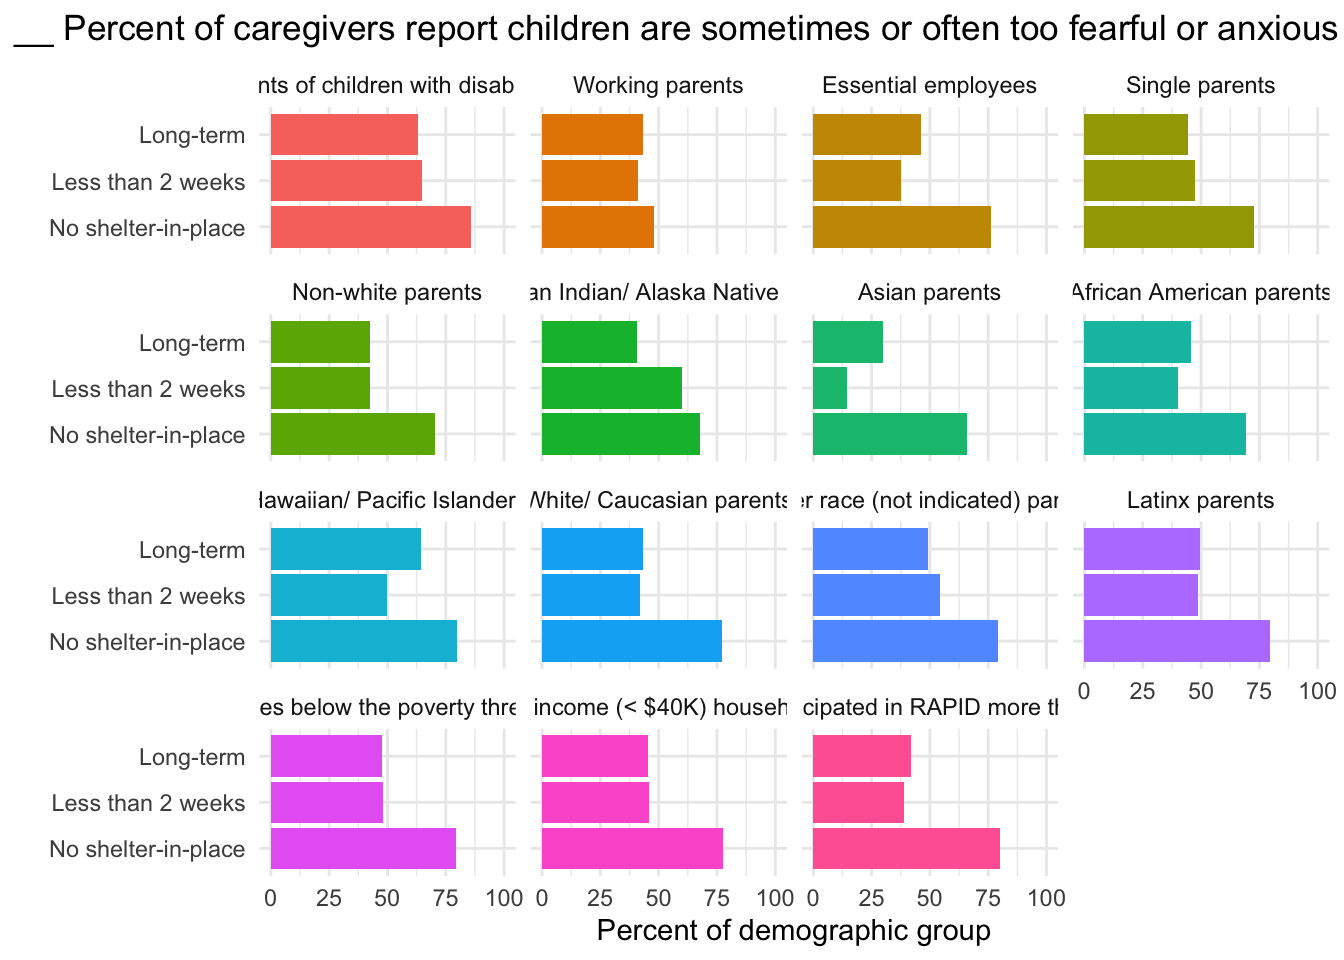 __ Percent of caregivers report children are sometimes or often too fearful or anxious
nts of children with disab Working parents Essential employees Single parents
Long-term
Less than 2 weeks
No shelter-in-place
Non-white parents an Indian/ Alaska Native Asian parents African American parents
Long-term
Less than 2 weeks
No shelter-in-place
Hawaiian/ Pacific Islander White/ Caucasian parents er race (not indicated) par Latinx parents
Long-term
Less than 2 weeks
No shelter-in-place
0 25 50 75 100
es below the poverty thre income (< $40K) househ cipated in RAPID more th
Long-term
Less than 2 weeks
No shelter-in-place
0 25 50 75 100 0 25 50 75 100 0 25 50 75 100
Percent of demographic group